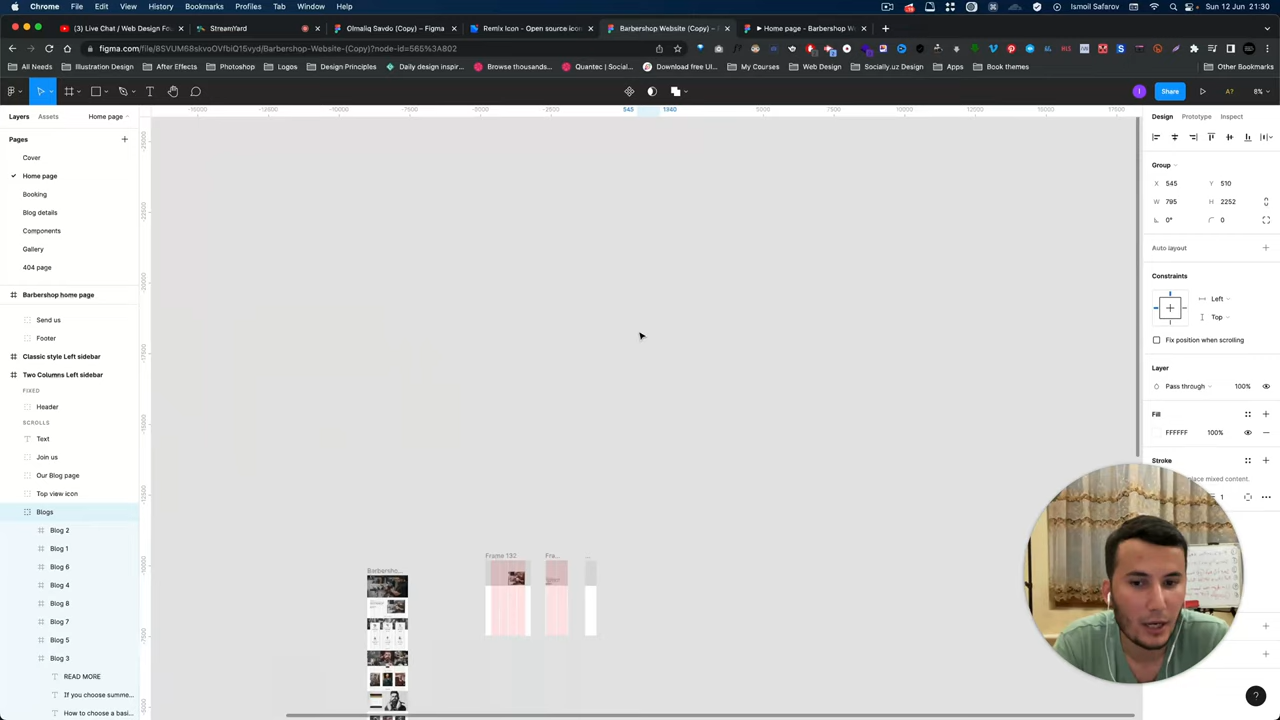 Chrome File Edit View History Bookmarks Profiles Tab Window Help Ismoil Safarov Sun 12 Jun 21:30
(3) Live Chat / Web Design Fo StreamYard Olmaliq Savdo (Copy) – Figma Remix Icon - Open source icon Barbershop Website (Copy) – Home page – Barbershop W
figma.com/file/8SVUM68skvoOVfbiQ15vyd/Barbershop-Website-(Copy)?node-id=565%3A802
All Needs Illustration Design After Effects Photoshop Logos Design Principles Daily design inspir... Browse thousands... Quantec | Social... Download free UI... My Courses Web Design Socially.uz Designs Book themes Other Bookmarks
Share A? 8%
Layers Assets Home page 545 1340 Design Prototype Inspect
Pages
Cover
Home page
Booking
Blog details
Components
Gallery
404 page
Barbershop home page
Send us
Footer
Classic style Left sidebar
Two Columns Left sidebar
FIXED
Header
SCROLLS
Text
Join us
Our Blog page
Top view icon
Blogs
Blog 2
Blog 1
Blog 6
Blog 4
Blog 8
Blog 7
Blog 5
Blog 3
READ MORE
If you choose summe...
How to choose a basi...
Frame 132 Fra... ...
Barbersho...
Group
X 545 Y 510
W 795 H 2252
0° 0
Auto layout
Constraints
Left
Top
Fix position when scrolling
Layer
Pass through 100%
Fill
FFFFFF 100%
Stroke
place mixed content.
1
?